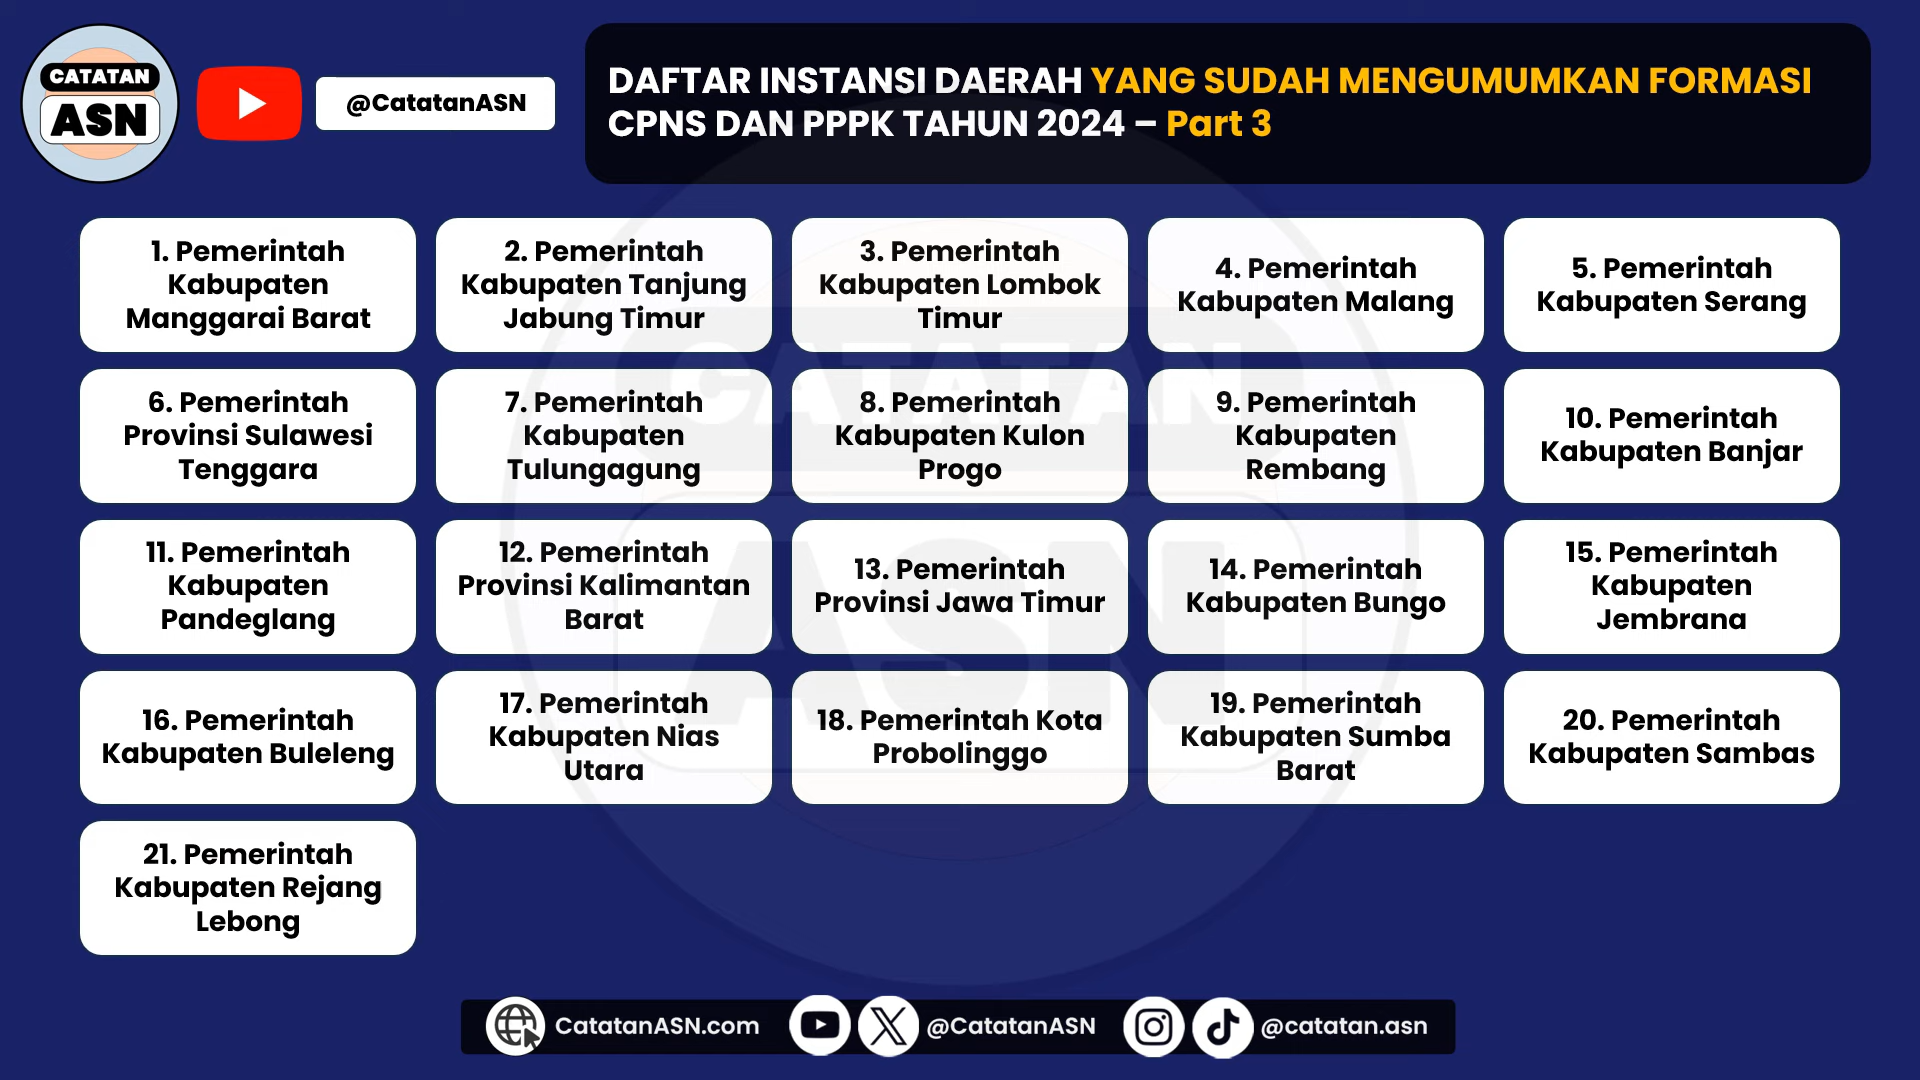 CATATAN
ASN
@CatatanASN
DAFTAR INSTANSI DAERAH YANG SUDAH MENGUMUMKAN FORMASI
CPNS DAN PPPK TAHUN 2024 – Part 3
1. Pemerintah
Kabupaten
Manggarai Barat
2. Pemerintah
Kabupaten Tanjung
Jabung Timur
3. Pemerintah
Kabupaten Lombok
Timur
4. Pemerintah
Kabupaten Malang
5. Pemerintah
Kabupaten Serang
6. Pemerintah
Provinsi Sulawesi
Tenggara
7. Pemerintah
Kabupaten
Tulungagung
8. Pemerintah
Kabupaten Kulon
Progo
9. Pemerintah
Kabupaten
Rembang
10. Pemerintah
Kabupaten Banjar
11. Pemerintah
Kabupaten
Pandeglang
12. Pemerintah
Provinsi Kalimantan
Barat
13. Pemerintah
Provinsi Jawa Timur
14. Pemerintah
Kabupaten Bungo
15. Pemerintah
Kabupaten
Jembrana
16. Pemerintah
Kabupaten Buleleng
17. Pemerintah
Kabupaten Nias
Utara
18. Pemerintah Kota
Probolinggo
19. Pemerintah
Kabupaten Sumba
Barat
20. Pemerintah
Kabupaten Sambas
21. Pemerintah
Kabupaten Rejang
Lebong
CATATAN
ASN
CatatanASN.com
@CatatanASN
@catatan.asn